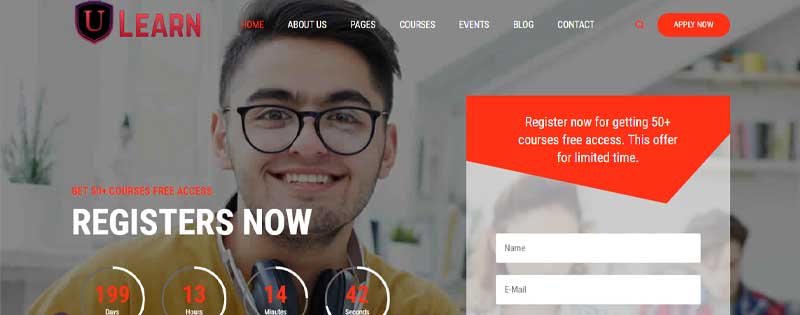 U LEARN
HOME ABOUT US PAGES COURSES EVENTS BLOG CONTACT APPLY NOW
GET 50+ COURSES FREE ACCESS
REGISTERS NOW
199 13 14 42
Days Hours Minutes Seconds
Register now for getting 50+
courses free access. This offer
for limited time.
Name
E-Mail